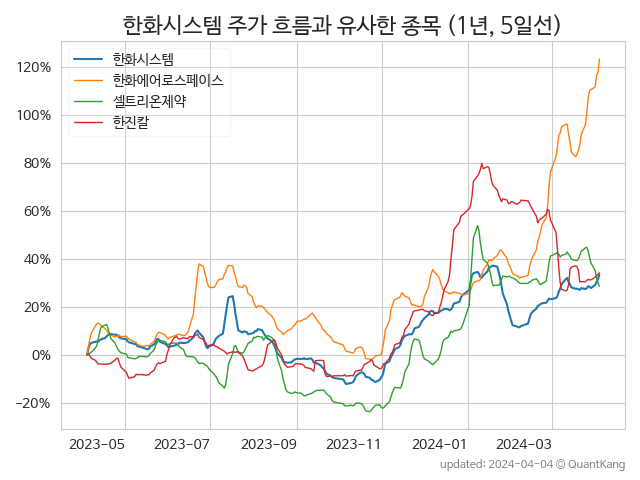 한화시스템 주가 흐름과 유사한 종목 (1년, 5일선)
한화시스템
한화에어로스페이스
셀트리온제약
한진칼
120%
100%
80%
60%
40%
20%
0%
−20%
2023-05
2023-07
2023-09
2023-11
2024-01
2024-03
updated: 2024-04-04 © QuantKang